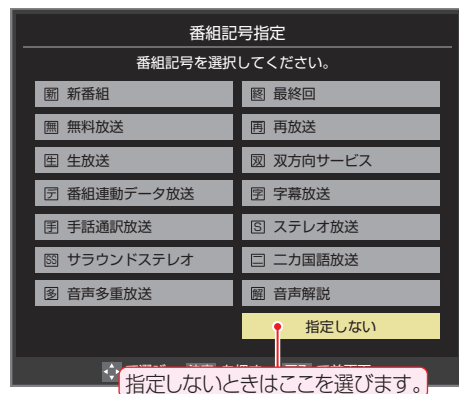 番組記号指定
番組記号を選択してください。
新 新番組
終 最終回
無 無料放送
再 再放送
生 生放送
双 双方向サービス
デ 番組連動データ放送
字 字幕放送
手 手話通訳放送
S ステレオ放送
SS サラウンドステレオ
二 二カ国語放送
多 音声多重放送
解 音声解説
指定しない
指定しないときはここを選びます。